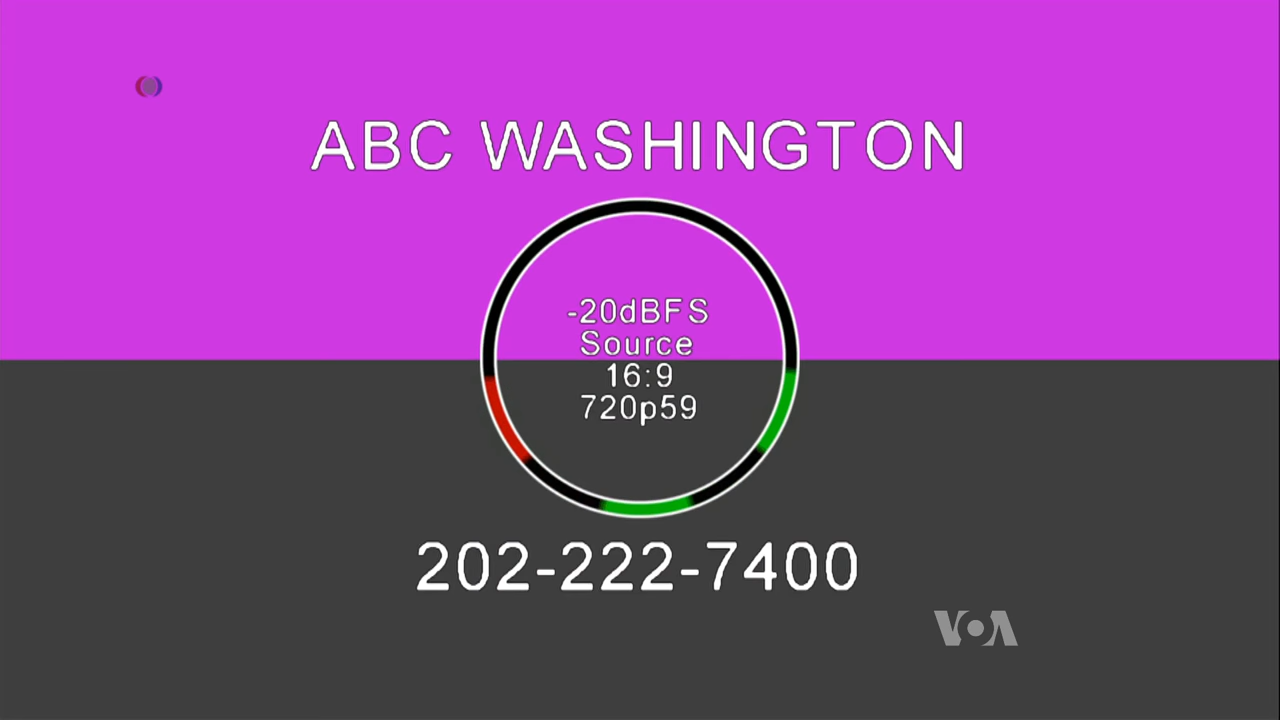 ABC WASHINGTON
-20dBFS
Source
16:9
720p59
202-222-7400
VOA